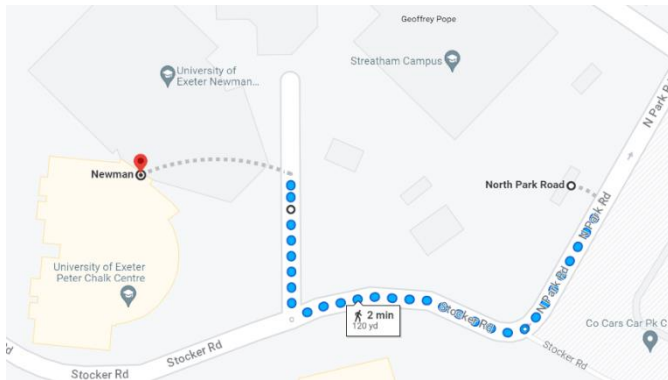 Geoffrey Pope
Streatham Campus
University of
Exeter Newman...
N Park R
Newman
North Park Road
N Park Rd
University of Exeter
Peter Chalk Centre
N Park Rd
2 min
120 yd
Stocker Rd
Co Cars Car Pk C
Stocker Rd
Stocker Rd
Stocker Rd